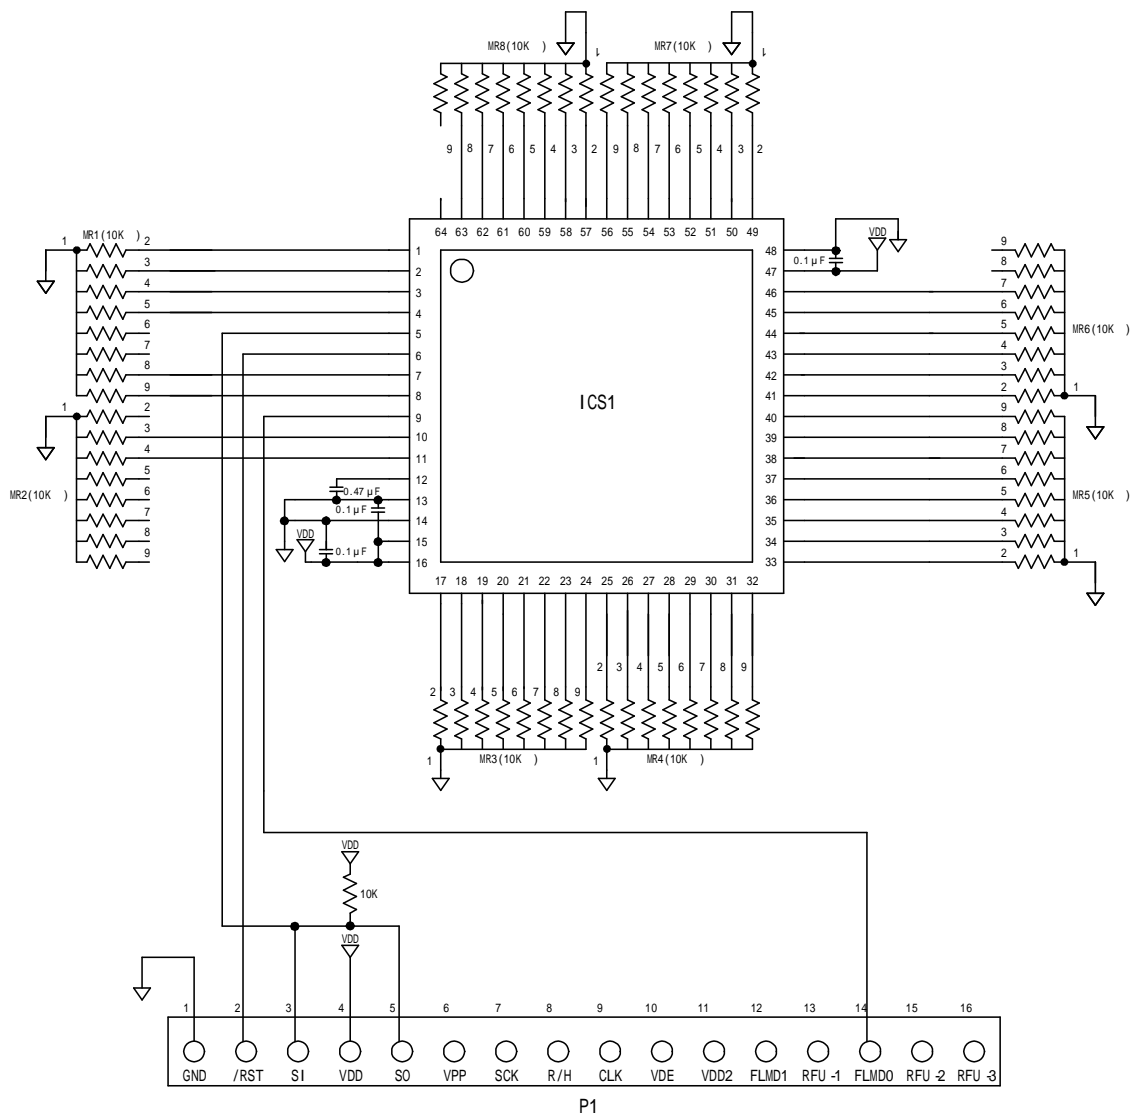 MR8(10K ) 1 MR7(10K ) 1
9 8 7 6 5 4 3 2 9 8 7 6 5 4 3 2
64 63 62 61 60 59 58 57 56 55 54 53 52 51 50 49
1 MR1(10K ) 2 1 48 VDD 9
3 2 0.1μF 47 8
4 3 46 7
5 4 45 6
6 5 44 5 MR6(10K )
7 6 43 4
8 7 42 3
9 8 41 2 1
1 2 9 ICS1 40 9
3 10 39 8
4 11 38 7
5 12 37 6
MR2(10K ) 6 0.47μF 13 36 5 MR5(10K )
7 0.1μF 14 35 4
8 VDD 15 34 3
9 0.1μF 16 33 2 1
17 18 19 20 21 22 23 24 25 26 27 28 29 30 31 32
2 3 4 5 6 7 8 9 2 3 4 5 6 7 8 9
1 MR3(10K ) 1 MR4(10K )
VDD
10K
VDD
1 2 3 4 5 6 7 8 9 10 11 12 13 14 15 16
GND /RST SI VDD SO VPP SCK R/H CLK VDE VDD2 FLMD1 RFU-1 FLMD0 RFU-2 RFU-3
P1